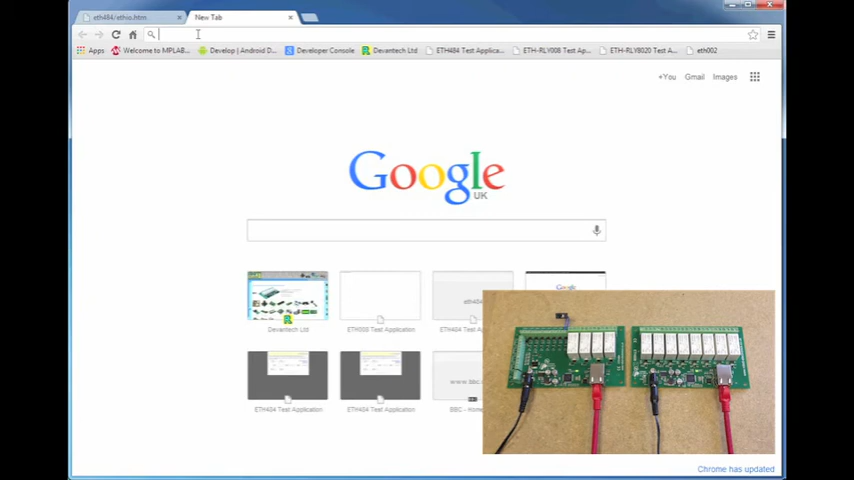 eth484/ethio.htm
New Tab
Apps
Welcome to MPLAB...
Develop | Android D...
Developer Console
Devantech Ltd
ETH484 Test Applica...
ETH-RLY008 Test Ap...
ETH-RLY8020 Test A...
eth002
+You
Gmail
Images
Google
UK
Devantech Ltd
ETH008 Test Application
ETH484 Test Application
ETH484 Test Application
BBC - Home
www.bbc.
Chrome has updated